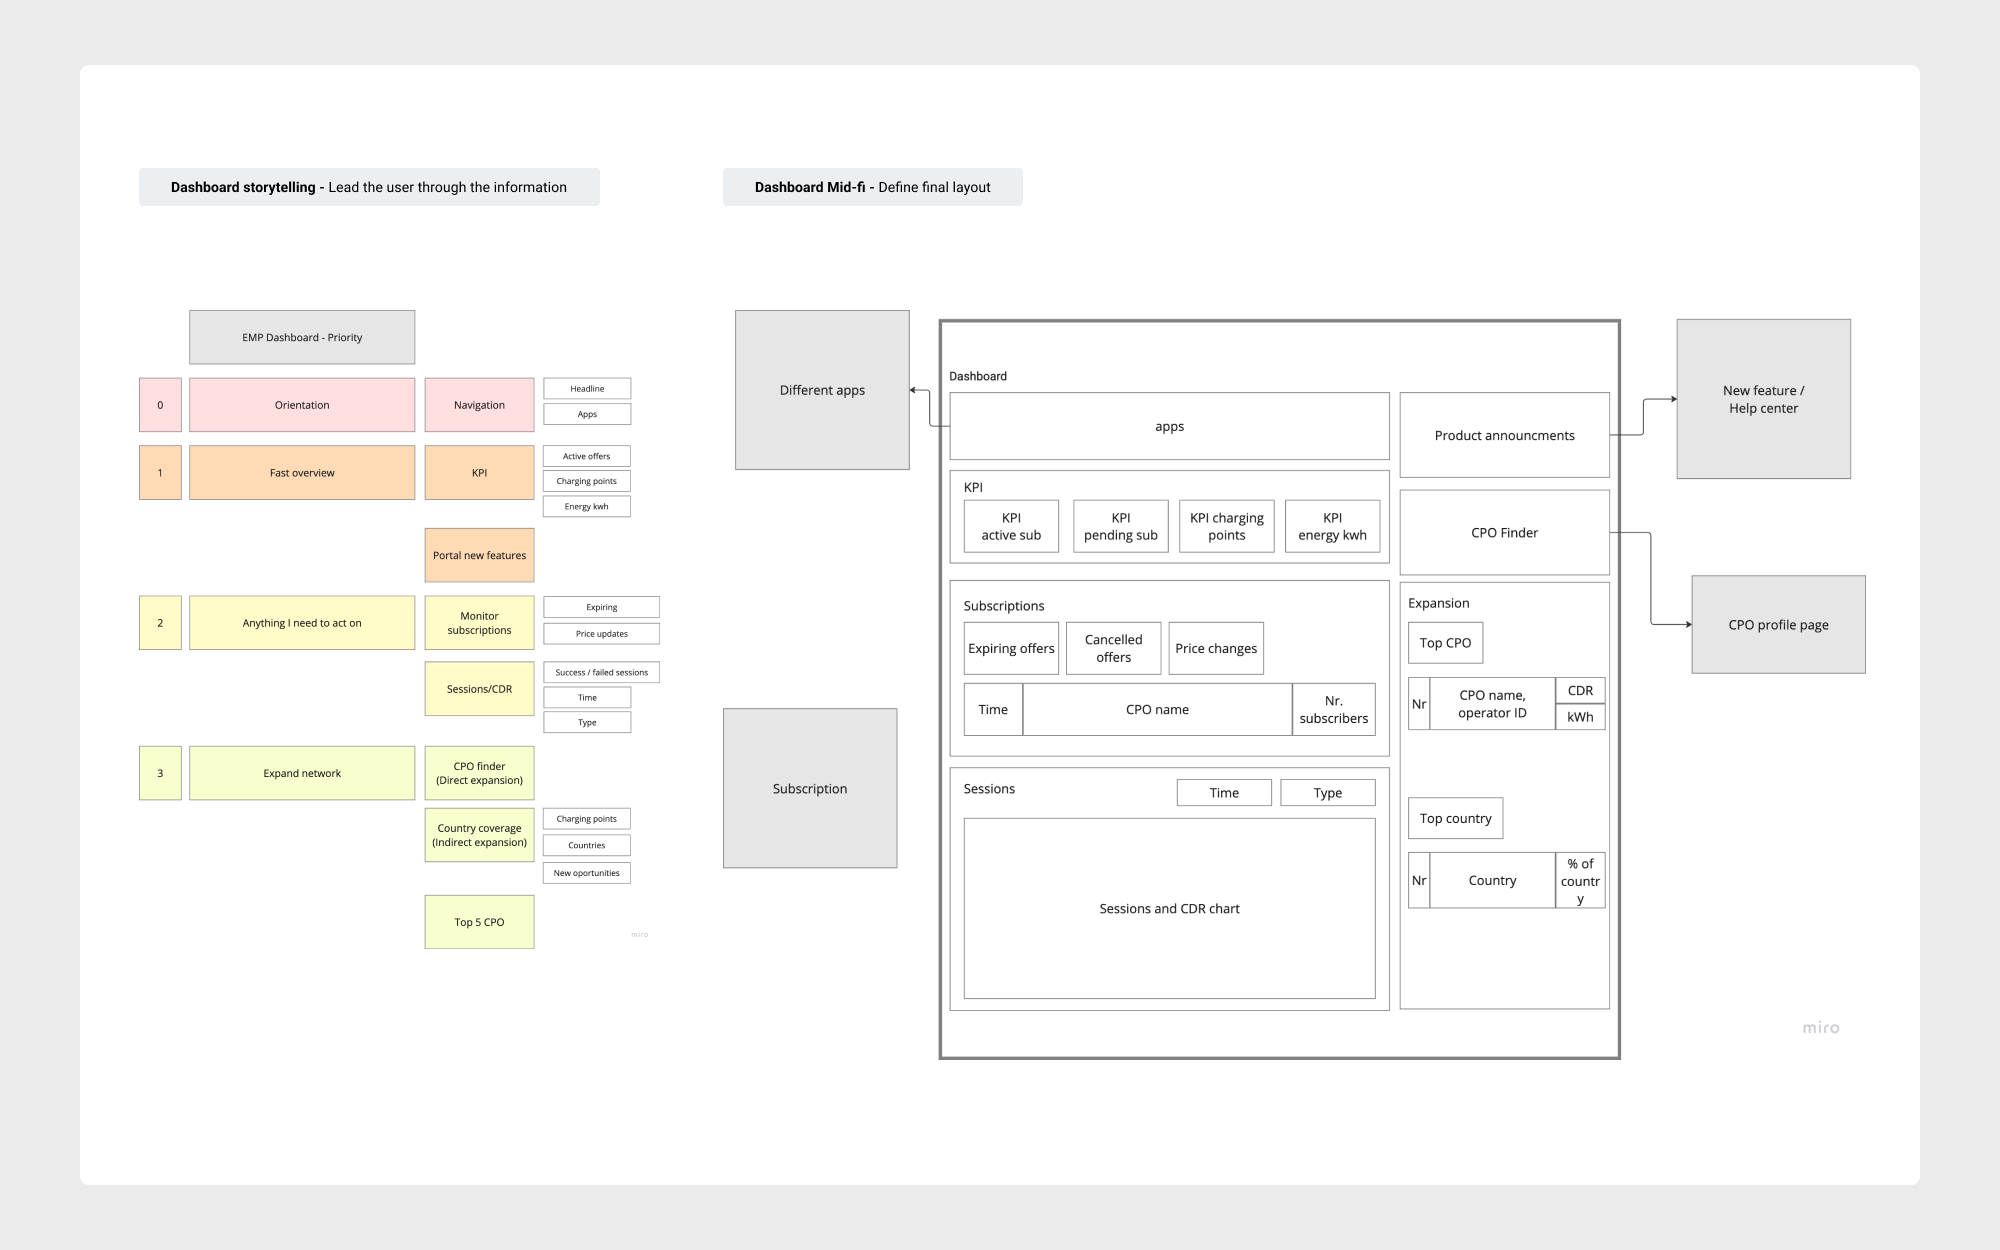 Dashboard storytelling - Lead the user through the information
Dashboard Mid-fi - Define final layout
EMP Dashboard - Priority
0
Orientation
Navigation
Headline
Apps
1
Fast overview
KPI
Active offers
Charging points
Energy kwh
Portal new features
2
Anything I need to act on
Monitor
subscriptions
Expiring
Price updates
Sessions/CDR
Success / failed sessions
Time
Type
3
Expand network
CPO finder
(Direct expansion)
Country coverage
(Indirect expansion)
Charging points
Countries
New oportunities
Top 5 CPO
miro
Different apps
Subscription
Dashboard
apps
KPI
KPI
active sub
KPI
pending sub
KPI charging
points
KPI
energy kwh
Subscriptions
Expiring offers
Cancelled
offers
Price changes
Time
CPO name
Nr.
subscribers
Sessions
Time
Type
Sessions and CDR chart
Product announcments
CPO Finder
Expansion
Top CPO
Nr
CPO name,
operator ID
CDR
kWh
Top country
Nr
Country
% of
countr
y
New feature /
Help center
CPO profile page
miro